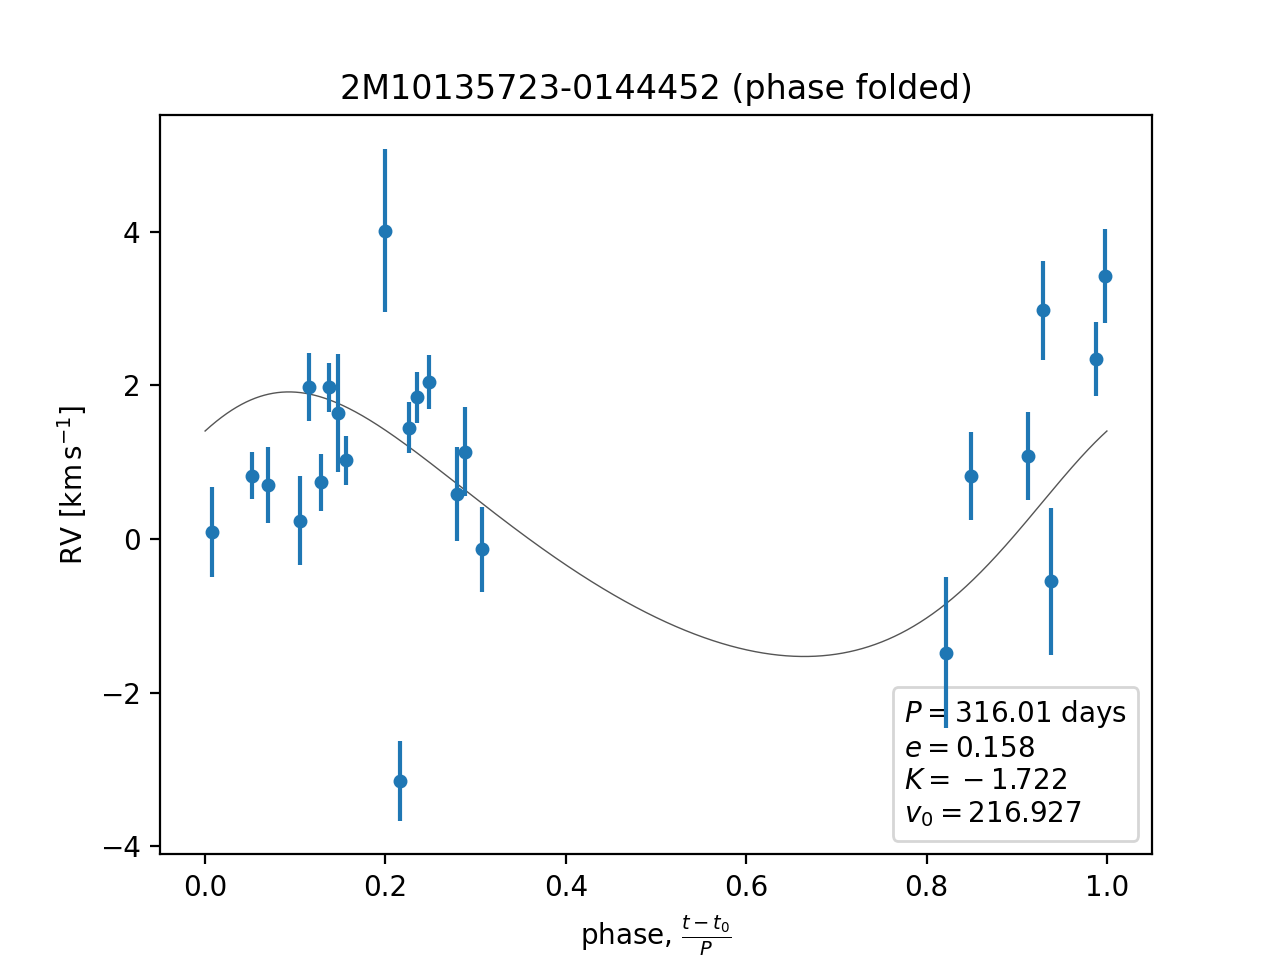 2M10135723-0144452 (phase folded)
RV [km s⁻¹]
4
2
0
−2
−4
P = 316.01 days
e = 0.158
K = −1.722
v₀ = 216.927
0.0 0.2 0.4 0.6 0.8 1.0
phase, (t − t₀)/P